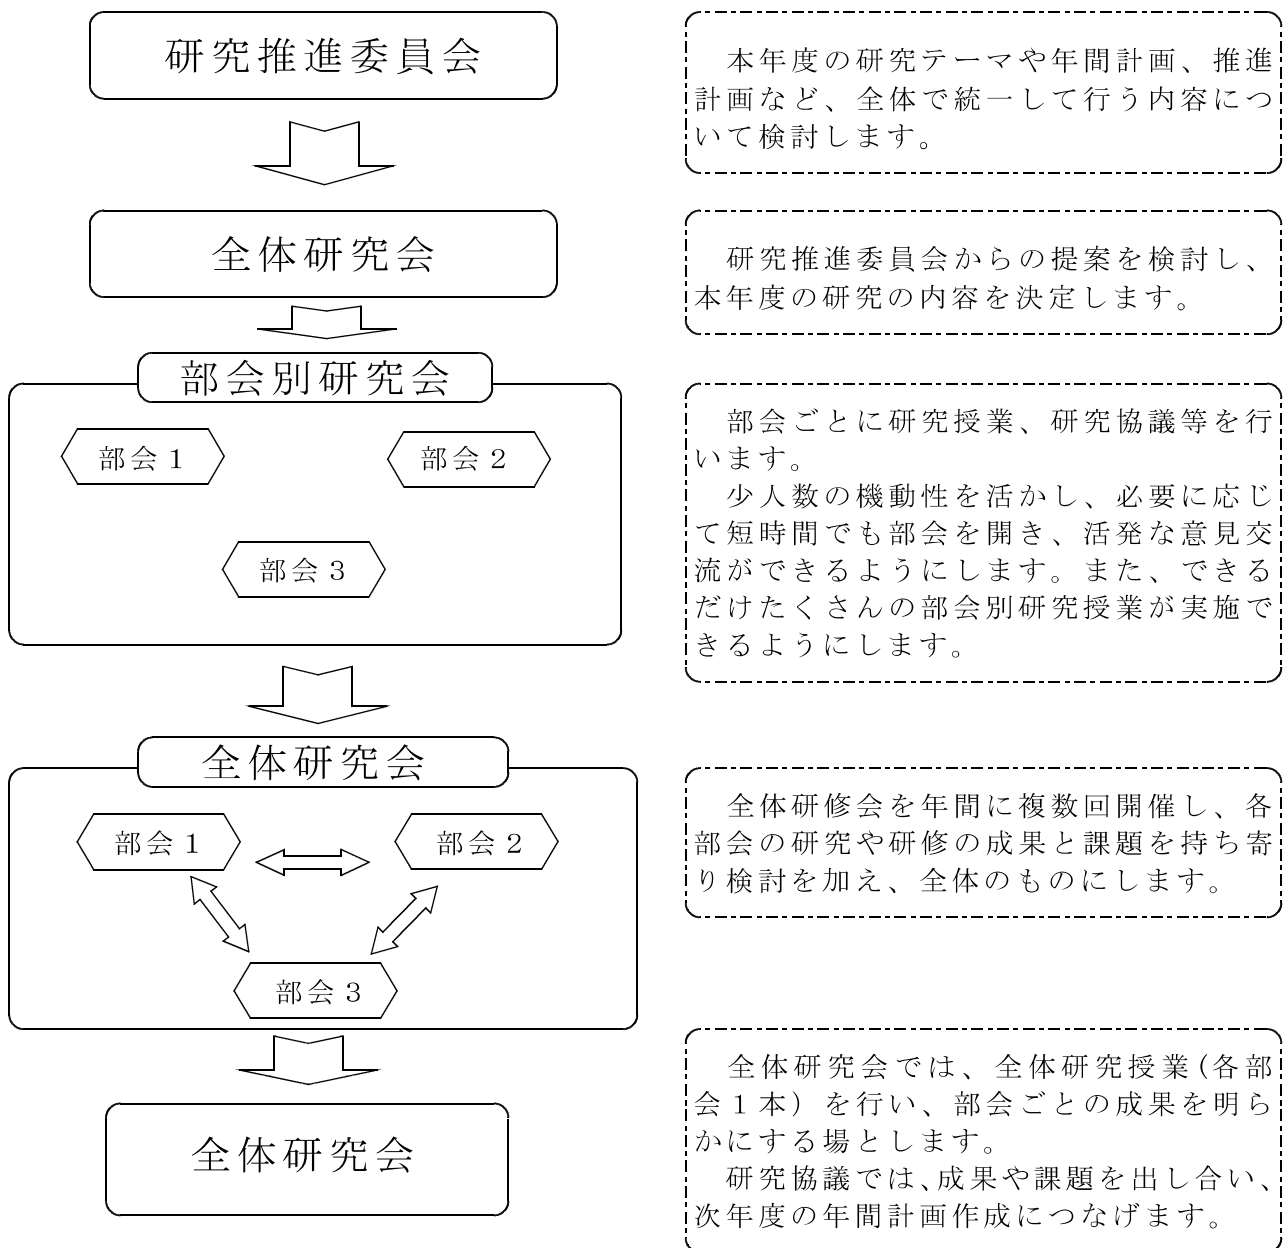 研究推進委員会
本年度の研究テーマや年間計画、推進
計画など、全体で統一して行う内容につ
いて検討します。
全体研究会
研究推進委員会からの提案を検討し、
本年度の研究の内容を決定します。
部会別研究会
部会1
部会2
部会3
部会ごとに研究授業、研究協議等を行
います。
少人数の機動性を活かし、必要に応じ
て短時間でも部会を開き、活発な意見交
流ができるようにします。また、できる
だけたくさんの部会別研究授業が実施で
きるようにします。
全体研究会
部会1
部会2
部会3
全体研修会を年間に複数回開催し、各
部会の研究や研修の成果と課題を持ち寄
り検討を加え、全体のものにします。
全体研究会
全体研究会では、全体研究授業(各部
会1本)を行い、部会ごとの成果を明ら
かにする場とします。
研究協議では、成果や課題を出し合い、
次年度の年間計画作成につなげます。